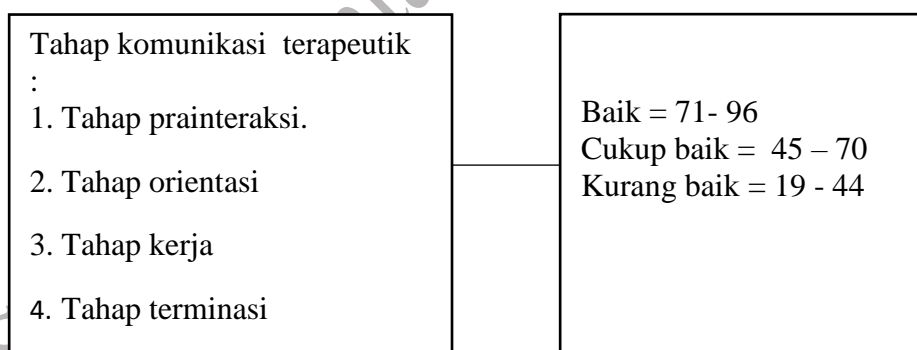 Tahap komunikasi terapeutik
:
1. Tahap prainteraksi.
2. Tahap orientasi
3. Tahap kerja
4. Tahap terminasi
Baik = 71- 96
Cukup baik = 45 – 70
Kurang baik = 19 - 44